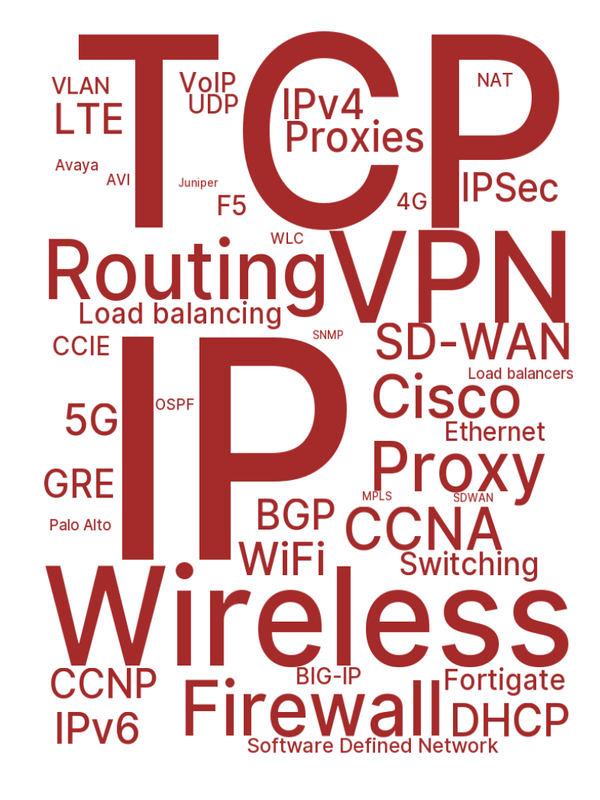 TCP
VLAN
VoIP
NAT
LTE
UDP
IPv4
Proxies
Avaya
AVI
Juniper
F5
4G
IPSec
WLC
Routing
VPN
Load balancing
SNMP
SD-WAN
CCIE
IP
Load balancers
5G
OSPF
Cisco
Ethernet
GRE
Proxy
MPLS
SDWAN
Palo Alto
BGP
CCNA
WiFi
Switching
Wireless
CCNP
BIG-IP
Fortigate
IPv6
Firewall
DHCP
Software Defined Network